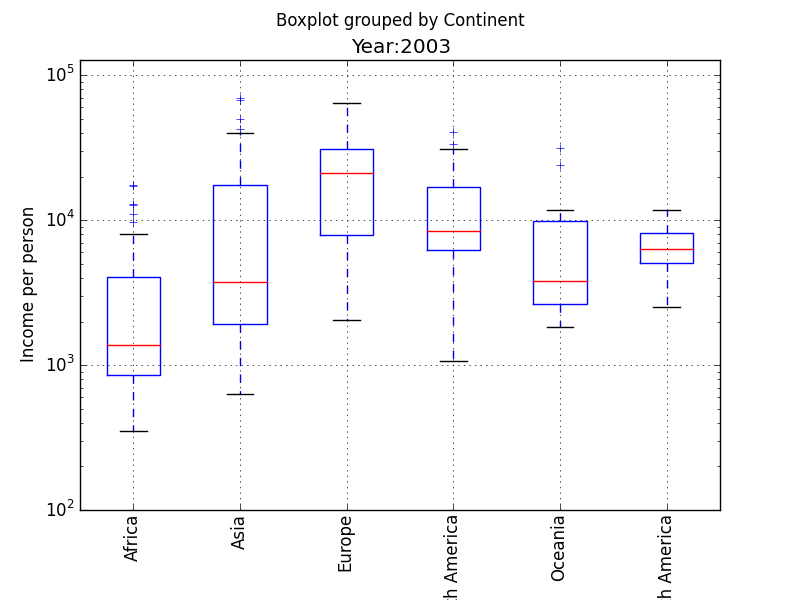 Boxplot grouped by Continent
Year:2003
10^5
10^4
10^3
10^2
Income per person
Africa
Asia
Europe
h America
Oceania
h America